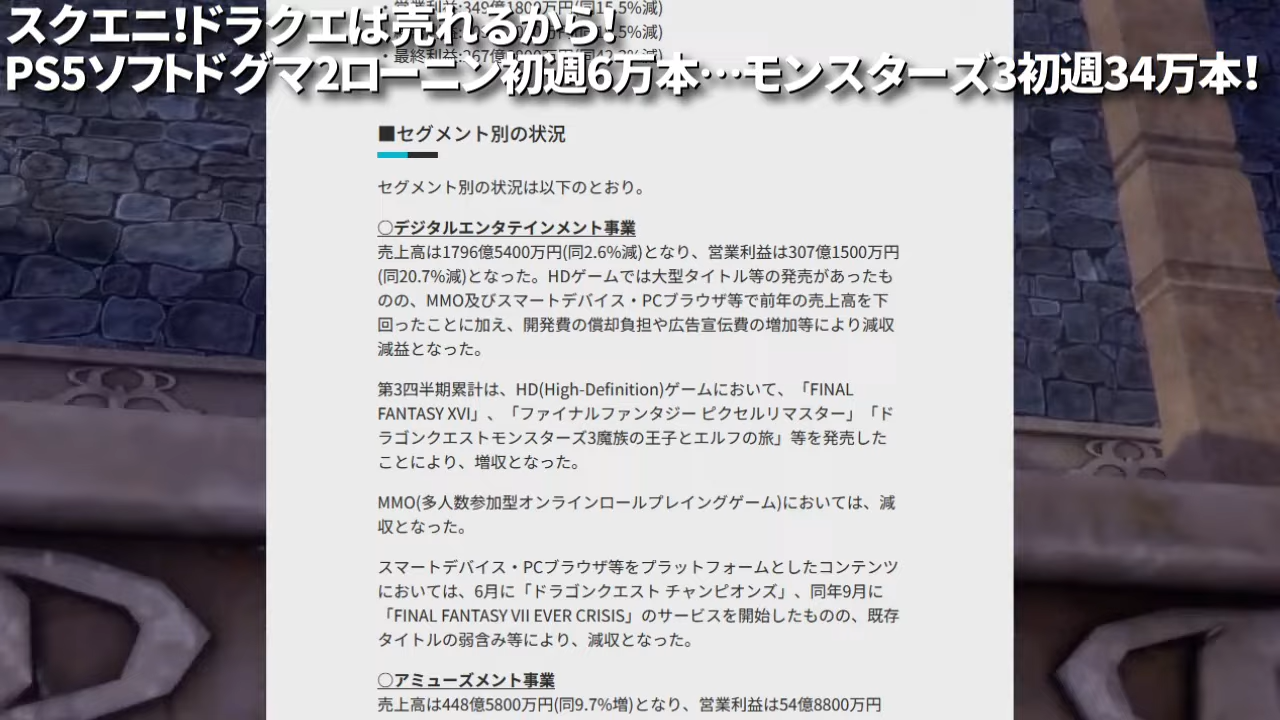 スクエニ!ドラクエは売れるから!
PS5ソフトドグマ2ローニン初週6万本…モンスターズ3初週34万本!
■セグメント別の状況
セグメント別の状況は以下のとおり。
○デジタルエンタテインメント事業
売上高は1796億5400万円(同2.6%減)となり、営業利益は307億1500万円
(同20.7%減)となった。HDゲームでは大型タイトル等の発売があったも
のの、MMO及びスマートデバイス・PCブラウザ等で前年の売上高を下
回ったことに加え、開発費の償却負担や広告宣伝費の増加等により減収
減益となった。
第3四半期累計は、HD(High-Definition)ゲームにおいて、「FINAL
FANTASY XVI」、「ファイナルファンタジー ピクセルリマスター」「ド
ラゴンクエストモンスターズ3魔族の王子とエルフの旅」等を発売した
ことにより、増収となった。
MMO(多人数参加型オンラインロールプレイングゲーム)においては、減
収となった。
スマートデバイス・PCブラウザ等をプラットフォームとしたコンテンツ
においては、6月に「ドラゴンクエスト チャンピオンズ」、同年9月に
「FINAL FANTASY VII EVER CRISIS」のサービスを開始したものの、既存
タイトルの弱含み等により、減収となった。
○アミューズメント事業
売上高は448億5800万円(同9.7%増)となり、営業利益は54億8800万円